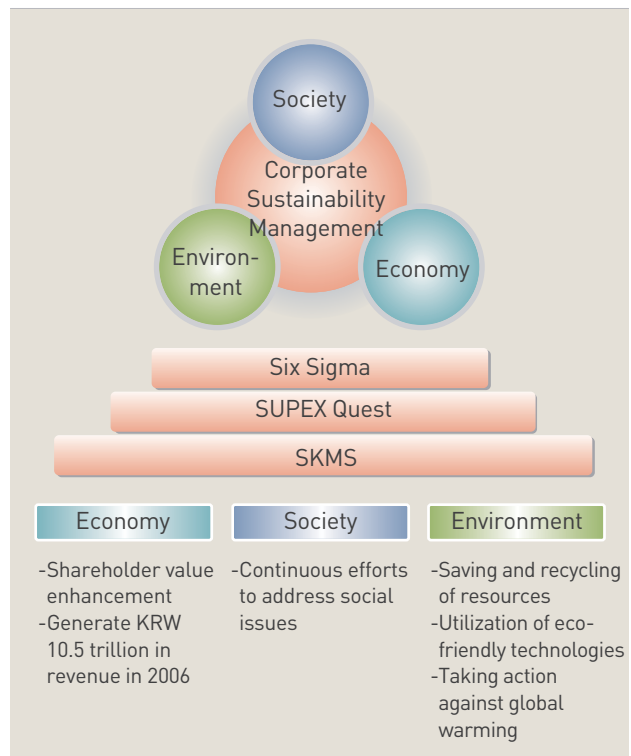 Society
Corporate
Sustainability
Management
Environ-
ment
Economy
Six Sigma
SUPEX Quest
SKMS
Economy
-Shareholder value
enhancement
-Generate KRW
10.5 trillion in
revenue in 2006
Society
-Continuous efforts
to address social
issues
Environment
-Saving and recycling
of resources
-Utilization of eco-
friendly technologies
-Taking action
against global
warming